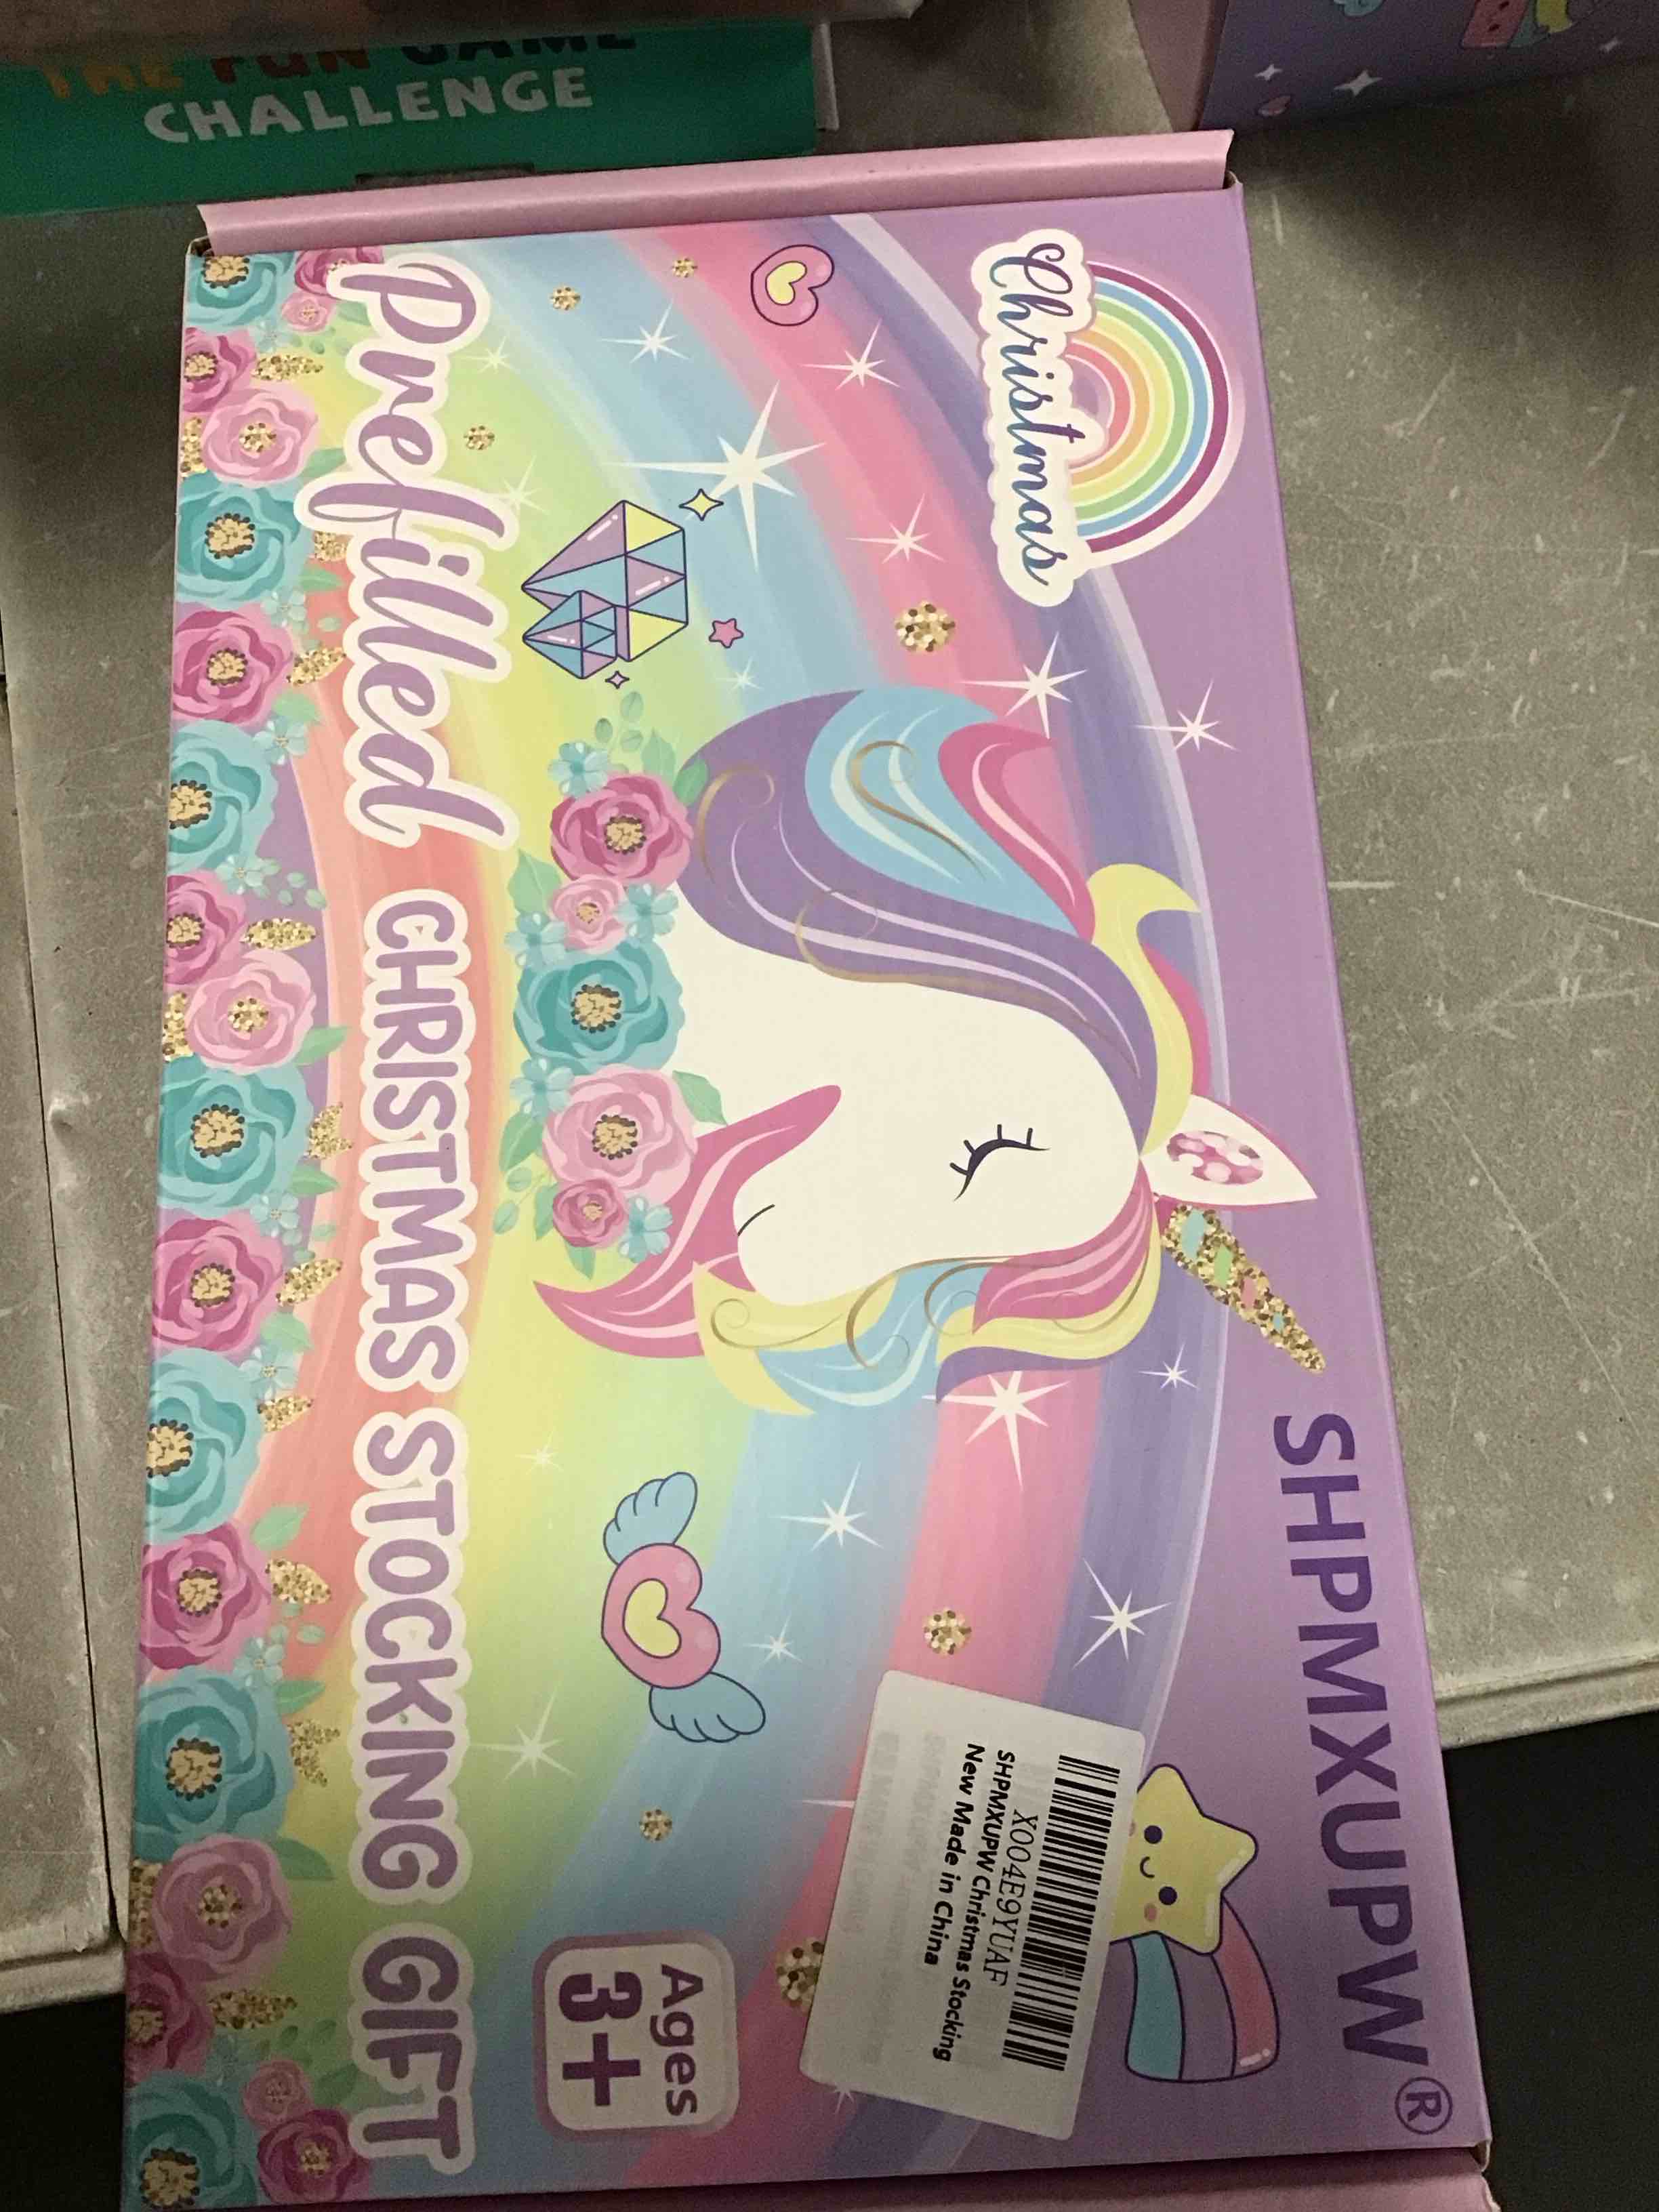 THE FUN GAME
CHALLENGE
Christmas
SHPMXUPW®
X004E9YUAF
SHPMXUPW Christmas Stocking
New Made in China
Ages
3+
Prefilled CHRISTMAS STOCKING GIFT